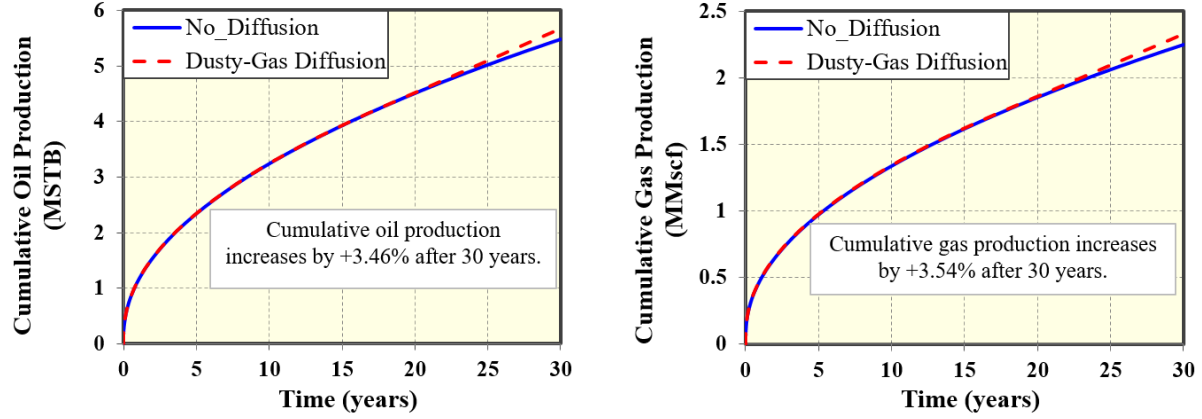 No_Diffusion
Dusty-Gas Diffusion
Cumulative Oil Production
(MSTB)
6
5
4
3
2
1
0
Cumulative oil production
increases by +3.46% after 30 years.
0 5 10 15 20 25 30
Time (years)
No_Diffusion
Dusty-Gas Diffusion
Cumulative Gas Production
(MMscf)
2.5
2
1.5
1
0.5
0
Cumulative gas production increases
by +3.54% after 30 years.
0 5 10 15 20 25 30
Time (years)